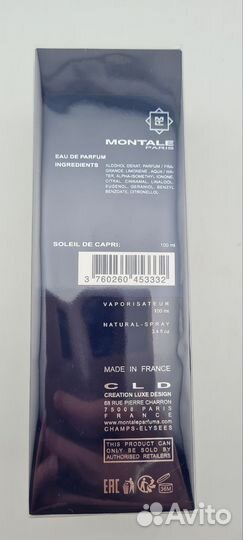 MONTALE
PARIS
EAU DE PARFUM
INGREDIENTS
ALCOHOL DENAT, PARFUM / FRA
GRANCE, LIMONENE, AQUA / WA-
TER, ALPHA-ISOMETHYL IONONE,
CITRAL, CINNAMAL, LINALOOL,
EUGENOL, GERANIOL, BENZYL
BENZOATE, CITRONELLOL
SOLEIL DE CAPRI: 100 ml
3 760260 453332
VAPORISATEUR
100 ml
NATURAL-SPRAY
3.4 fl oz
MADE IN FRANCE
CLD
CREATION LUXE DESIGN
68 RUE PIERRE CHARRON
75008 PARIS
FRANCE
www.montaleparfums.com
CHAMPS-ELYSEES
THIS PRODUCT CAN
ONLY BE SOLD BY
AUTHORISED RETAILERS
EAC 36M
Avito